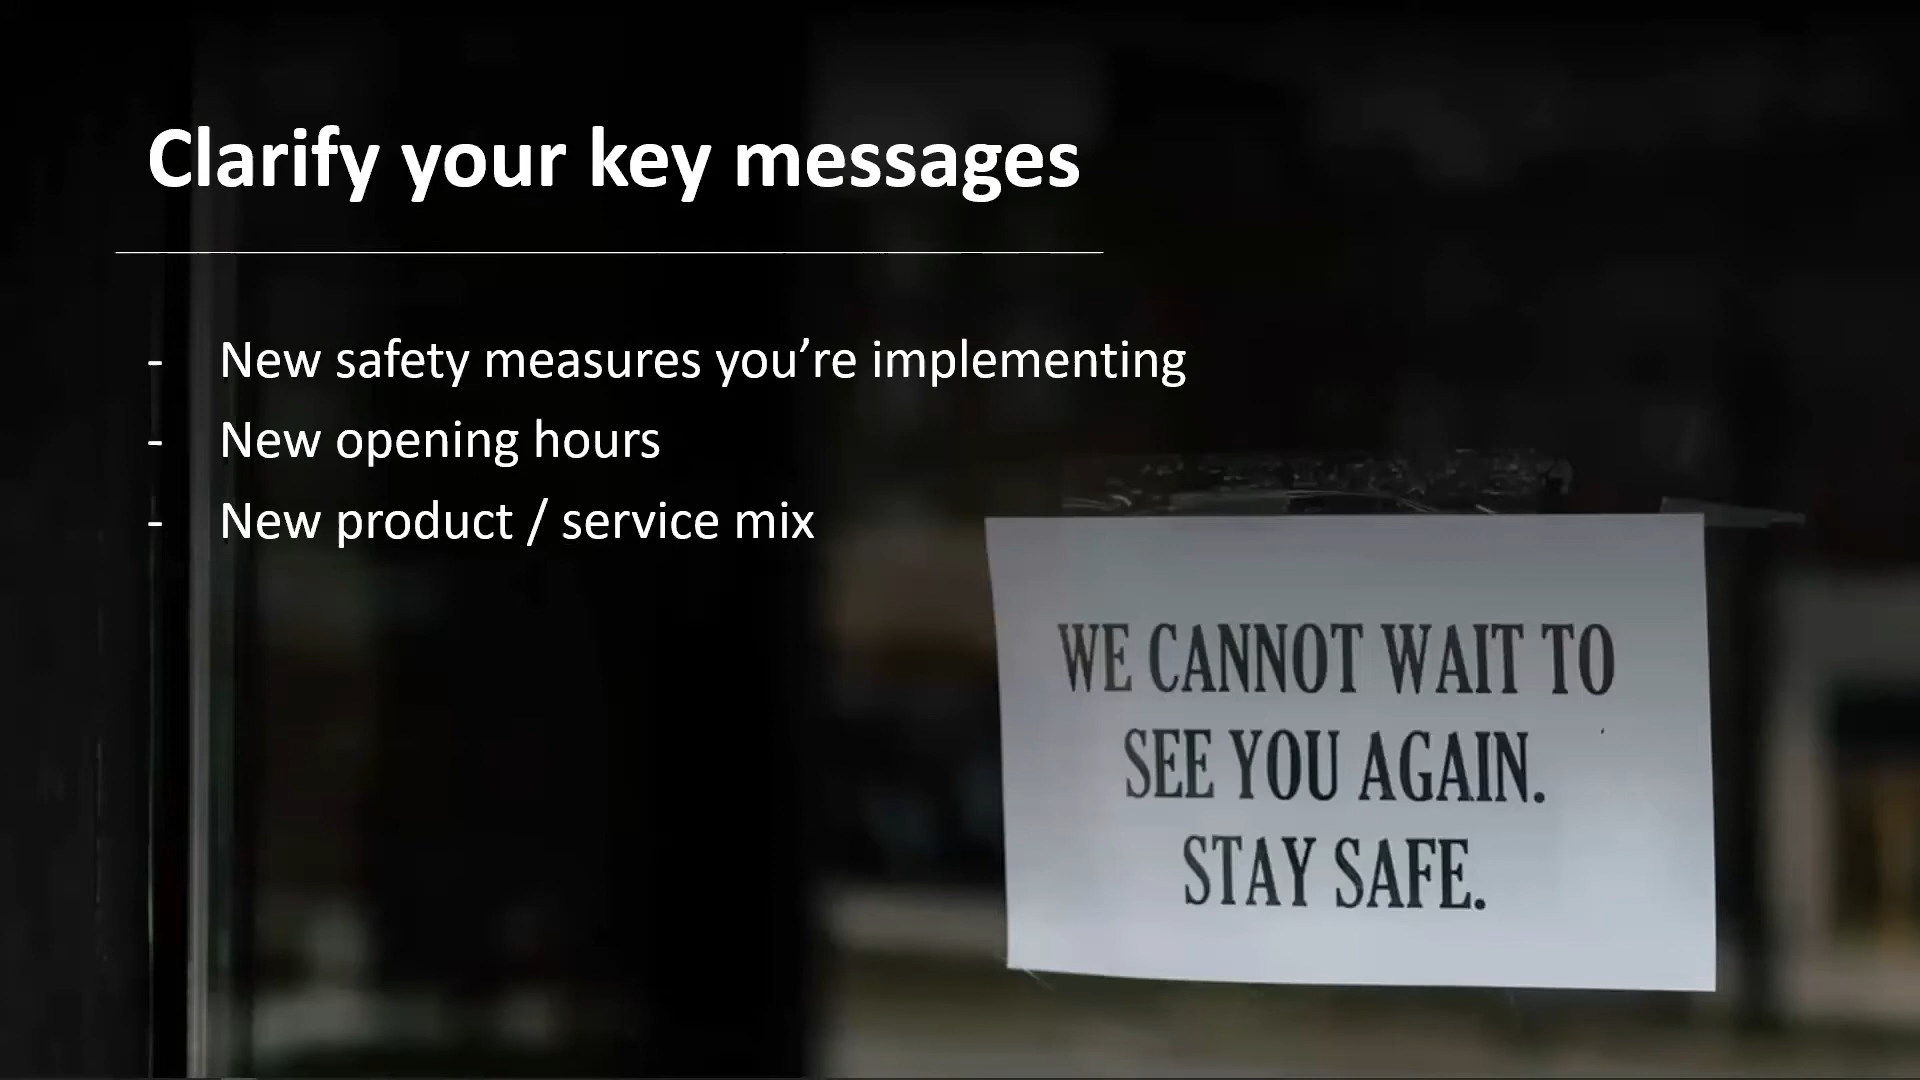 Clarify your key messages
- New safety measures you’re implementing
- New opening hours
- New product / service mix
WE CANNOT WAIT TO
SEE YOU AGAIN.
STAY SAFE.